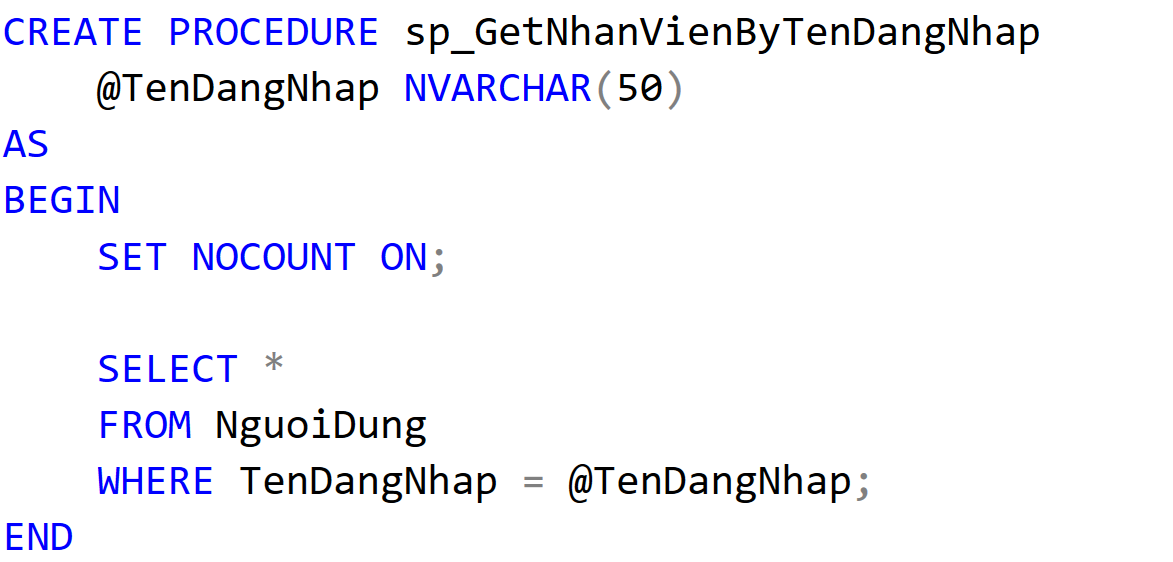 CREATE PROCEDURE sp_GetNhanVienByTenDangNhap
    @TenDangNhap NVARCHAR(50)
AS
BEGIN
    SET NOCOUNT ON;

    SELECT *
    FROM NguoiDung
    WHERE TenDangNhap = @TenDangNhap;
END